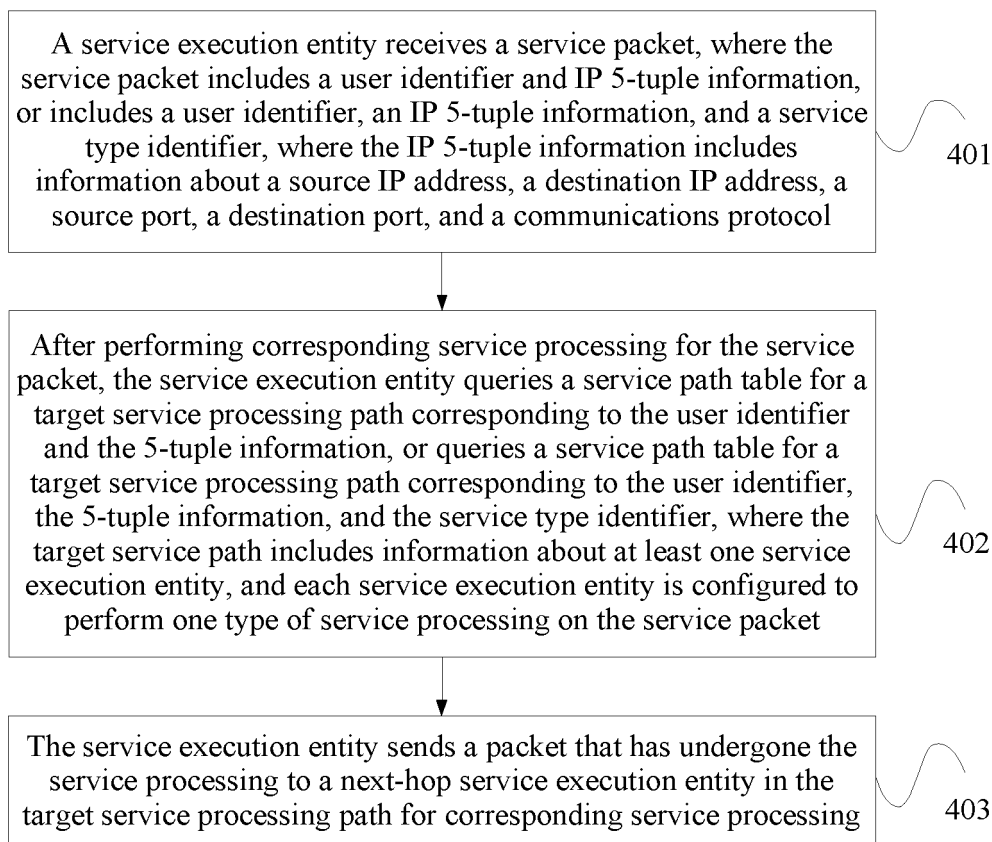 A service execution entity receives a service packet, where the
service packet includes a user identifier and IP 5-tuple information,
or includes a user identifier, an IP 5-tuple information, and a service
type identifier, where the IP 5-tuple information includes
information about a source IP address, a destination IP address, a
source port, a destination port, and a communications protocol
401
After performing corresponding service processing for the service
packet, the service execution entity queries a service path table for a
target service processing path corresponding to the user identifier
and the 5-tuple information, or queries a service path table for a
target service processing path corresponding to the user identifier,
the 5-tuple information, and the service type identifier, where the
target service path includes information about at least one service
execution entity, and each service execution entity is configured to
perform one type of service processing on the service packet
402
The service execution entity sends a packet that has undergone the
service processing to a next-hop service execution entity in the
target service processing path for corresponding service processing
403